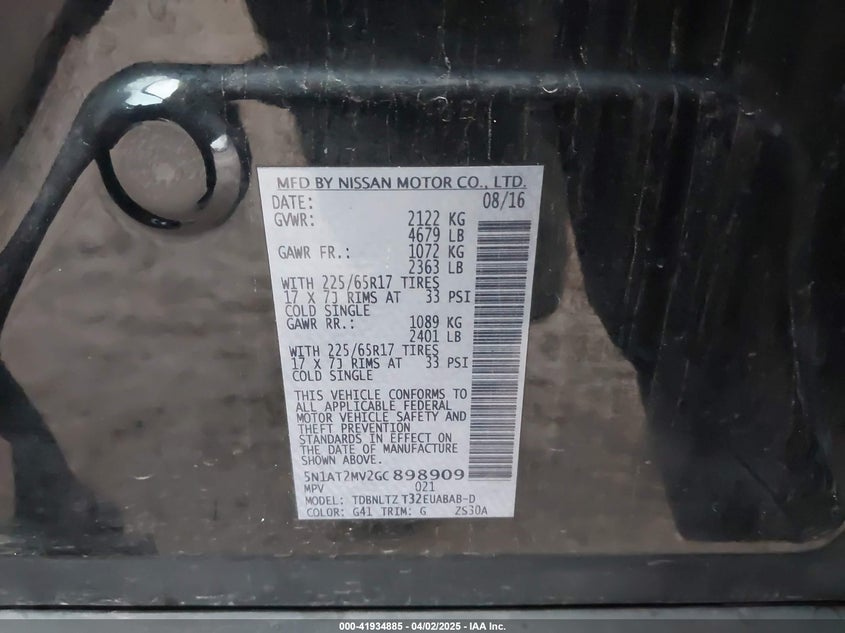 MFD BY NISSAN MOTOR CO., LTD.
DATE: 08/16
GVWR: 2122 KG
4679 LB
GAWR FR.: 1072 KG
2363 LB
WITH 225/65R17 TIRES
17 X 7J RIMS AT 33 PSI
COLD SINGLE
GAWR RR.: 1089 KG
2401 LB
WITH 225/65R17 TIRES
17 X 7J RIMS AT 33 PSI
COLD SINGLE
THIS VEHICLE CONFORMS TO
ALL APPLICABLE FEDERAL
MOTOR VEHICLE SAFETY AND
THEFT PREVENTION
STANDARDS IN EFFECT ON
THE DATE OF MANUFACTURE
SHOWN ABOVE.
5N1AT2MV2GC898909
MPV 021
MODEL: TDBNLTZ T32EUABAB-D
COLOR: G41 TRIM: G ZS30A
000-41934885 - 04/02/2025 - IAA Inc.